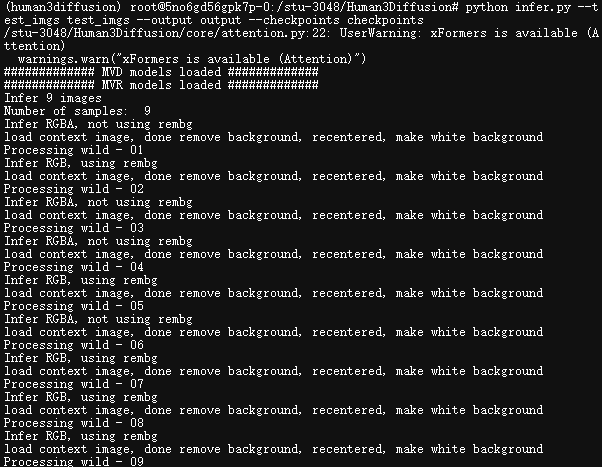 (human3diffusion) root@5no6gd56gpk7p-0:/stu-3048/Human3Diffusion# python infer.py --t
est_imgs test_imgs --output output --checkpoints checkpoints
/stu-3048/Human3Diffusion/core/attention.py:22: UserWarning: xFormers is available (A
ttention)
  warnings.warn("xFormers is available (Attention)")
############# MVD models loaded #############
############# MVR models loaded #############
Infer 9 images
Number of samples:  9
Infer RGBA, not using rembg
load context image, done remove background, recentered, make white background
Processing wild - 01
Infer RGB, using rembg
load context image, done remove background, recentered, make white background
Processing wild - 02
Infer RGBA, not using rembg
load context image, done remove background, recentered, make white background
Processing wild - 03
Infer RGBA, not using rembg
load context image, done remove background, recentered, make white background
Processing wild - 04
Infer RGB, using rembg
load context image, done remove background, recentered, make white background
Processing wild - 05
Infer RGBA, not using rembg
load context image, done remove background, recentered, make white background
Processing wild - 06
Infer RGB, using rembg
load context image, done remove background, recentered, make white background
Processing wild - 07
Infer RGB, using rembg
load context image, done remove background, recentered, make white background
Processing wild - 08
Infer RGB, using rembg
load context image, done remove background, recentered, make white background
Processing wild - 09